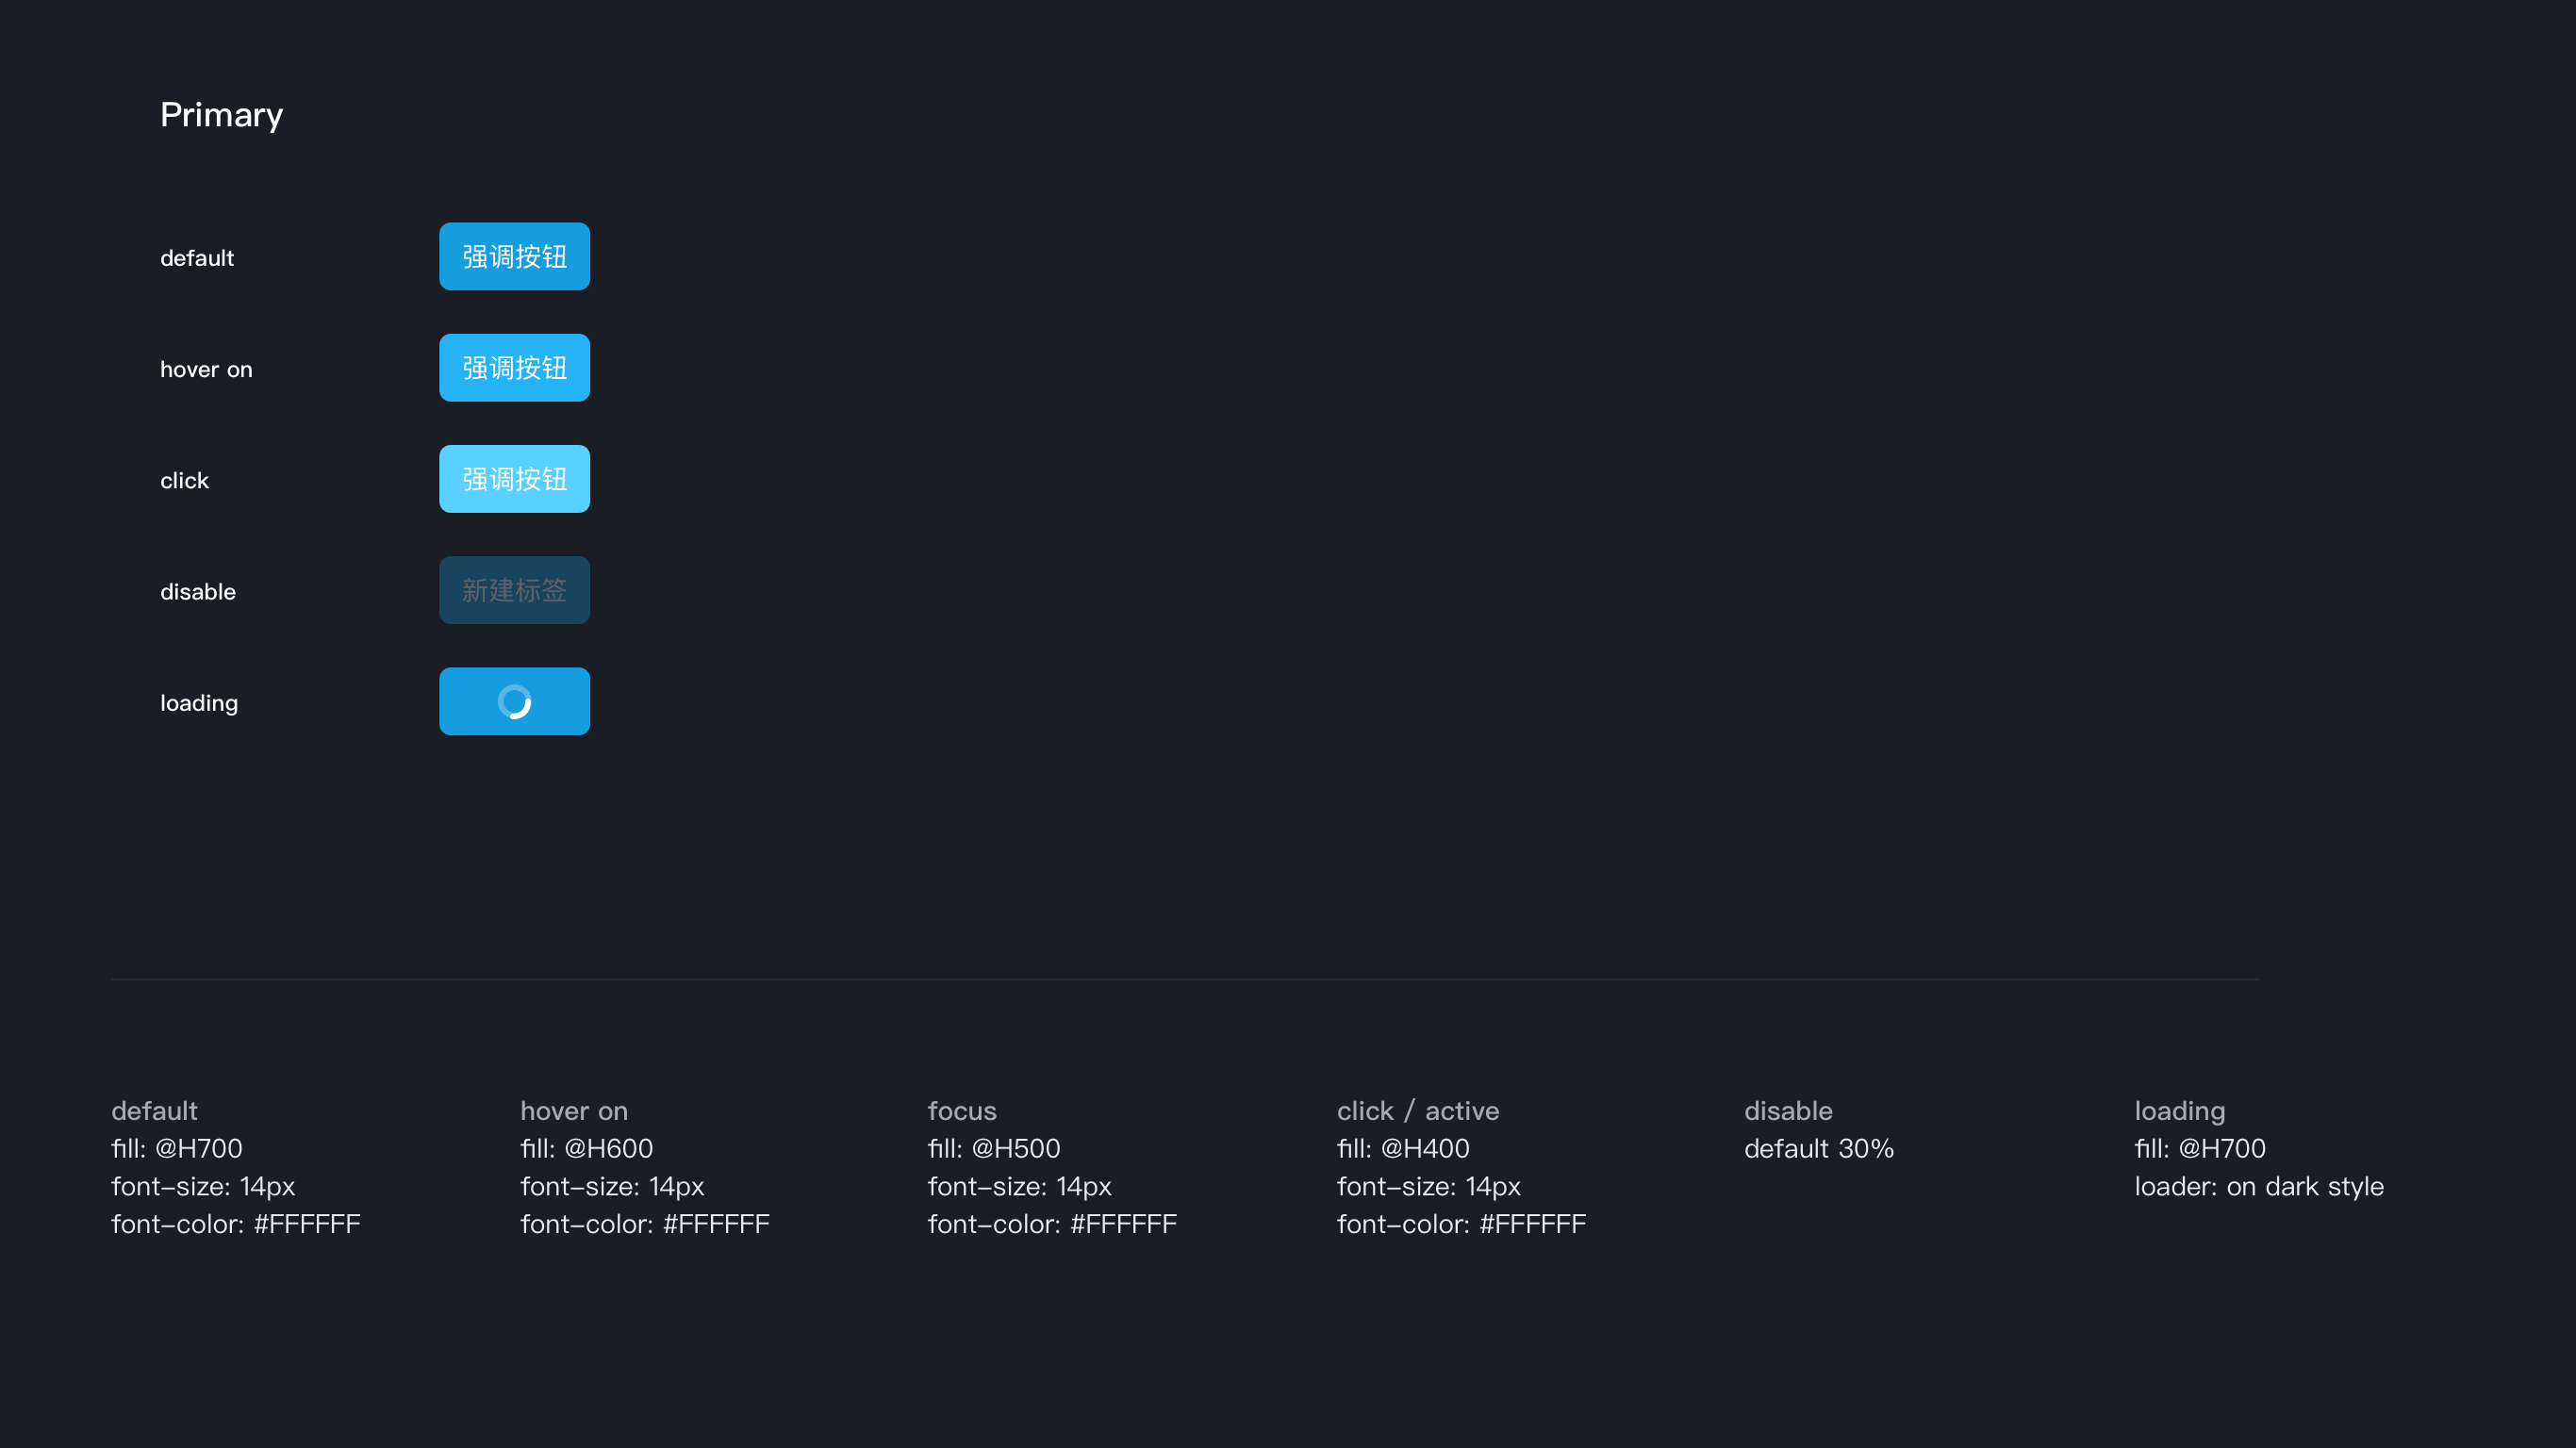 Primary
default
强调按钮
hover on
强调按钮
click
强调按钮
disable
新建标签
loading
default
fill: @H700
font-size: 14px
font-color: #FFFFFF
hover on
fill: @H600
font-size: 14px
font-color: #FFFFFF
focus
fill: @H500
font-size: 14px
font-color: #FFFFFF
click / active
fill: @H400
font-size: 14px
font-color: #FFFFFF
disable
default 30%
loading
fill: @H700
loader: on dark style